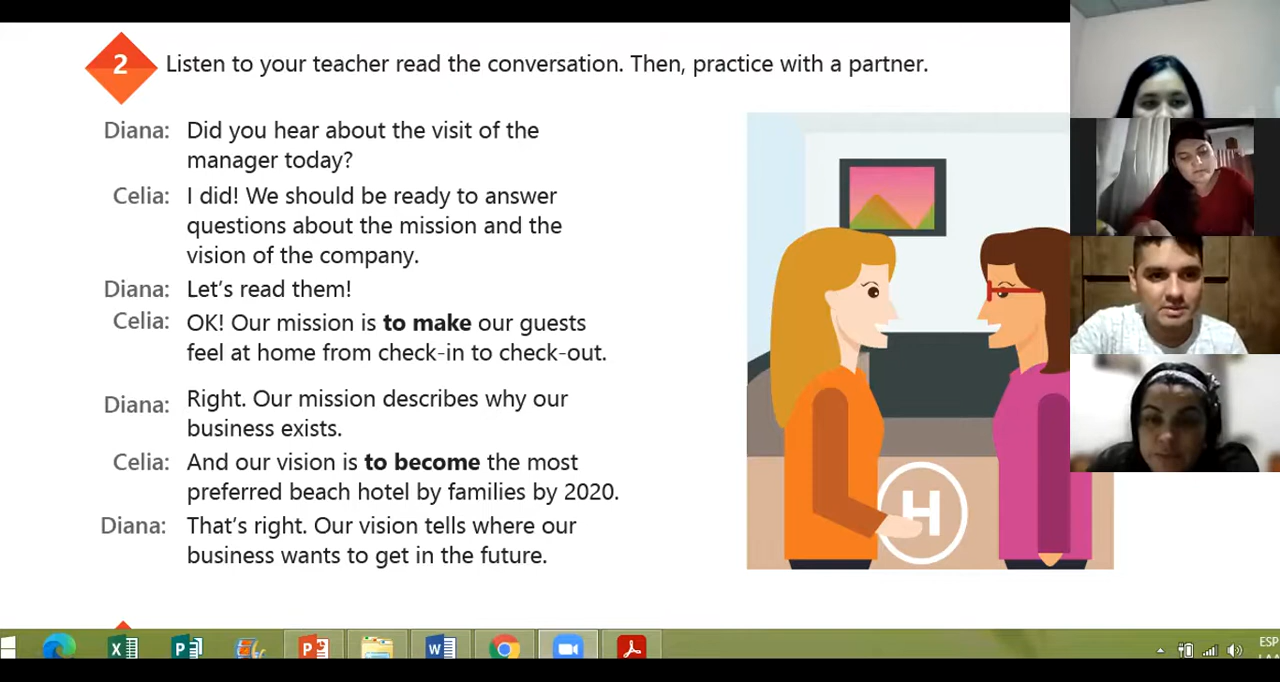 2 Listen to your teacher read the conversation. Then, practice with a partner.
Diana: Did you hear about the visit of the
manager today?
Celia: I did! We should be ready to answer
questions about the mission and the
vision of the company.
Diana: Let's read them!
Celia: OK! Our mission is to make our guests
feel at home from check-in to check-out.
Diana: Right. Our mission describes why our
business exists.
Celia: And our vision is to become the most
preferred beach hotel by families by 2020.
Diana: That's right. Our vision tells where our
business wants to get in the future.
H
ESP